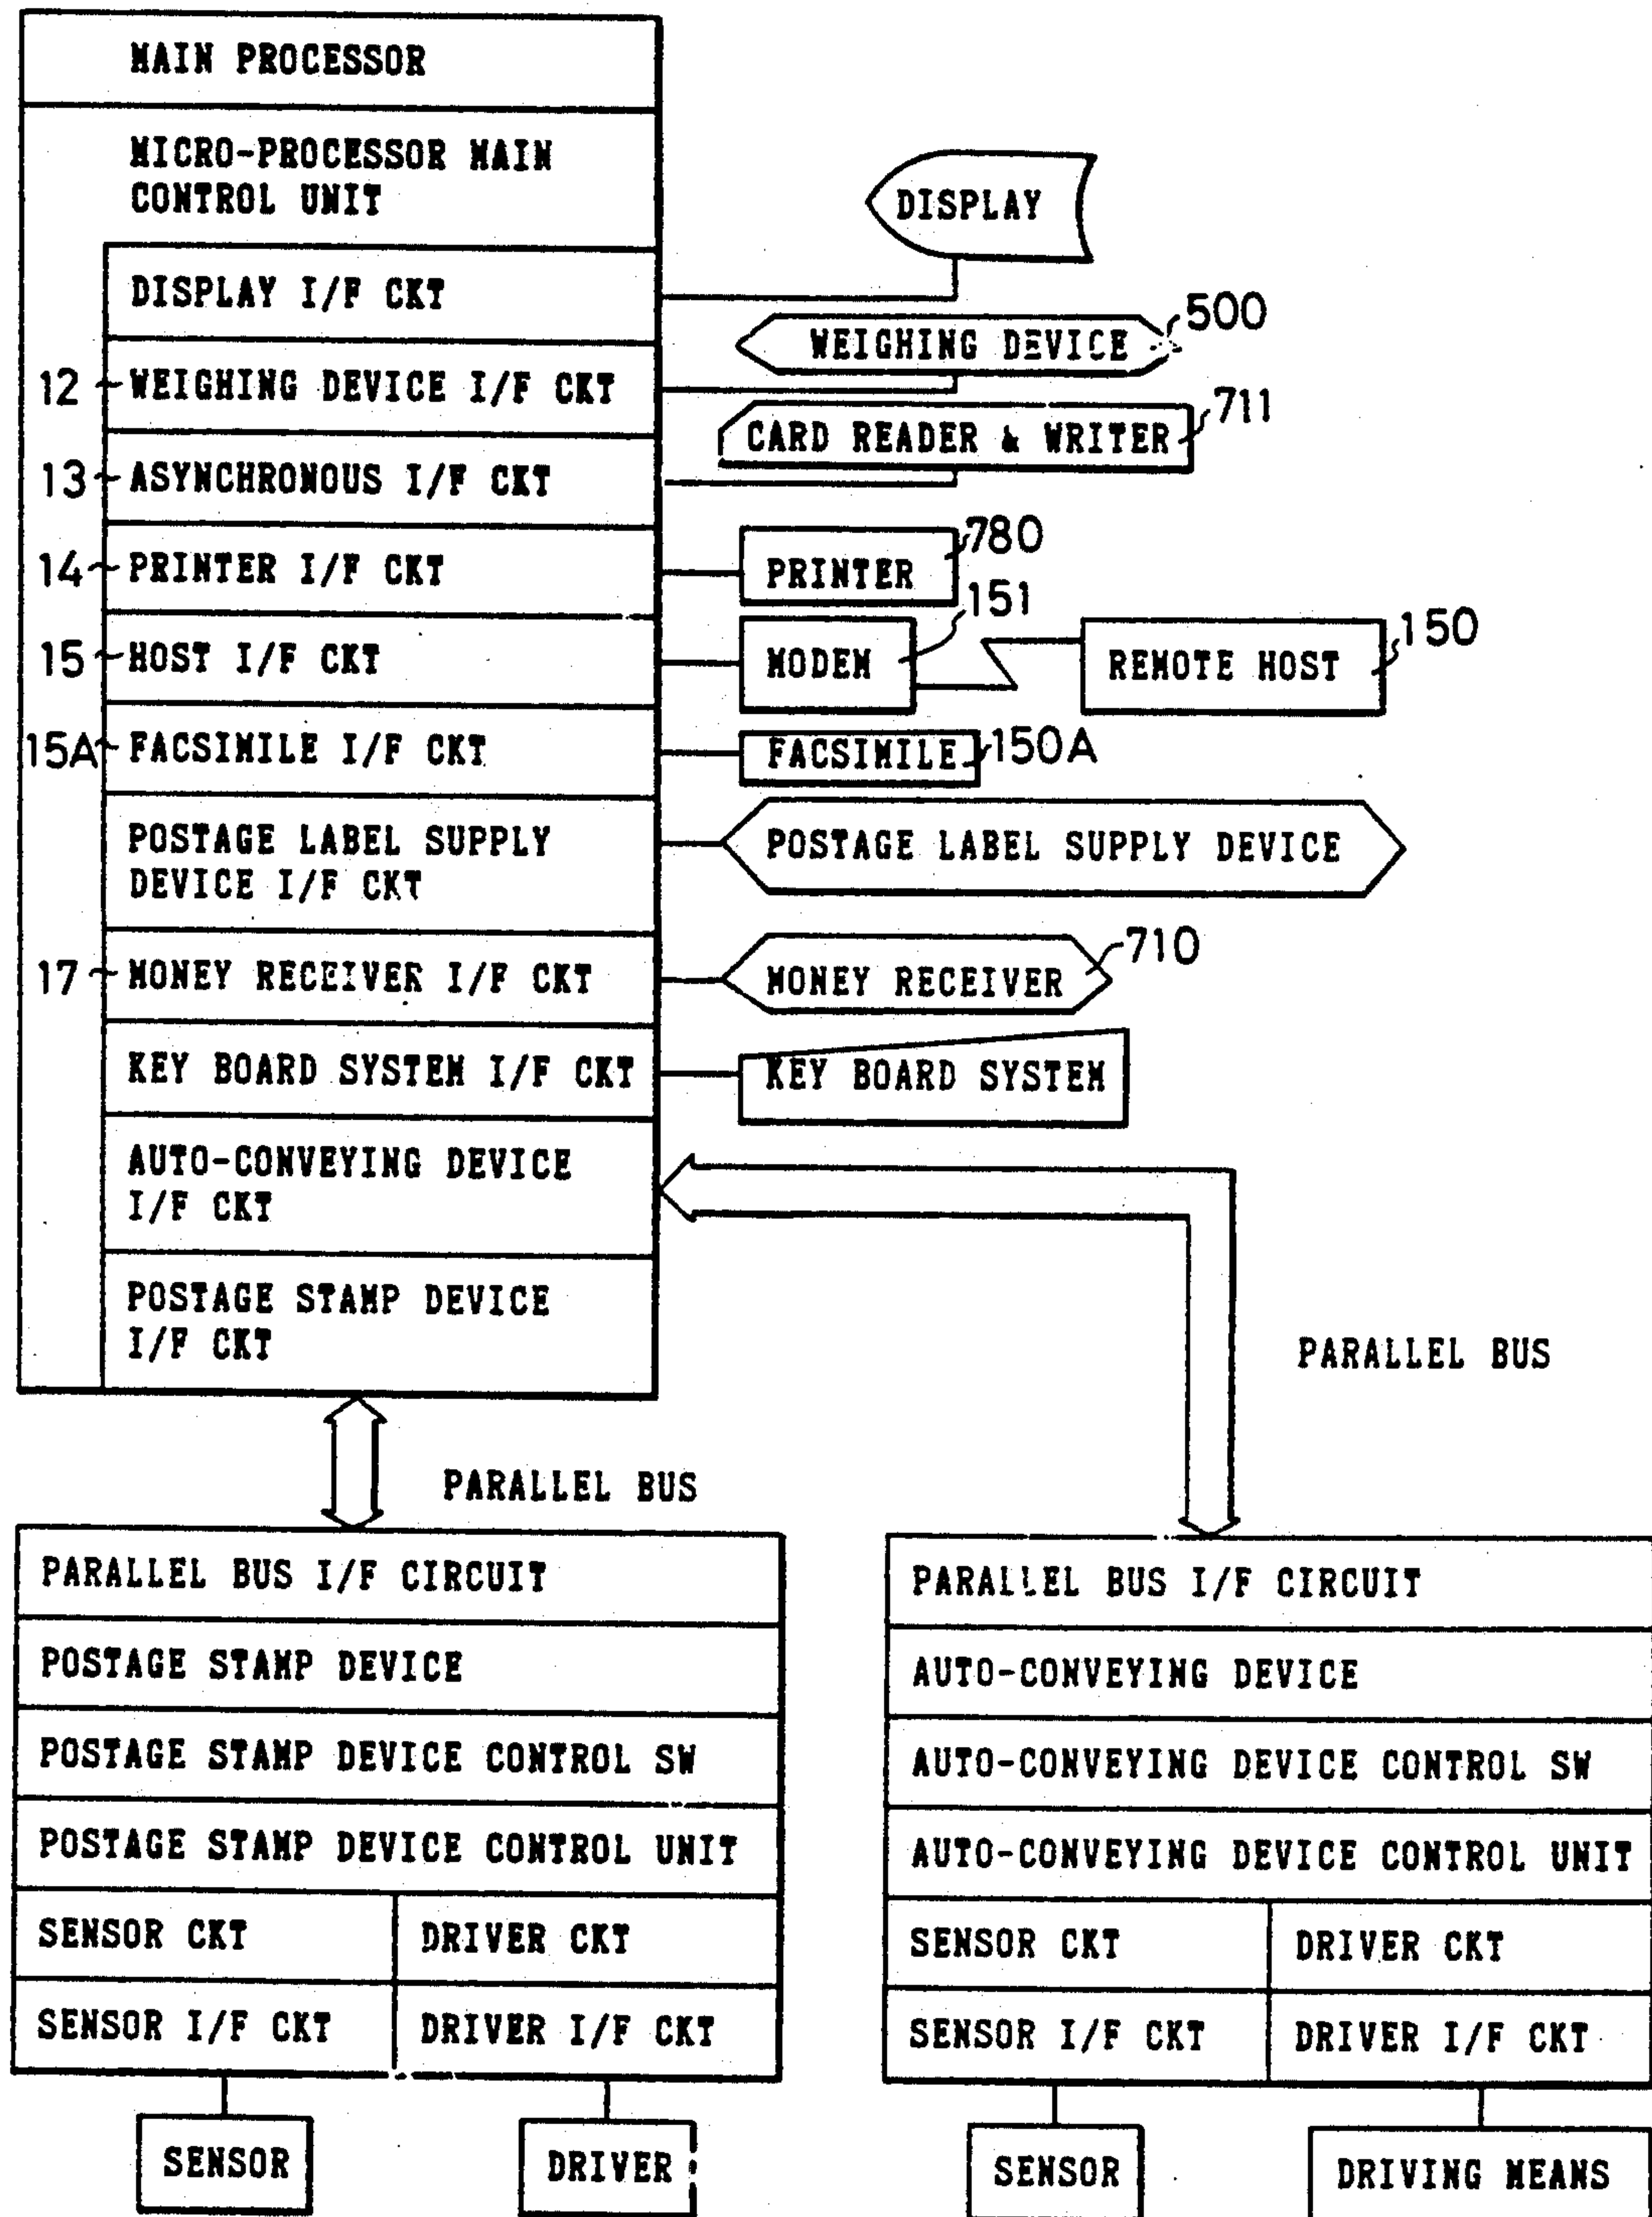 MAIN PROCESSOR
MICRO-PROCESSOR MAIN
CONTROL UNIT
DISPLAY
DISPLAY I/F CKT
500
WEIGHING DEVICE
12 WEIGHING DEVICE I/F CKT
711
CARD READER & WRITER
13 ASYNCHRONOUS I/F CKT
780
14 PRINTER I/F CKT
PRINTER
151
150
15 HOST I/F CKT
MODEM
REMOTE HOST
15A FACSIMILE I/F CKT
FACSIMILE 150A
POSTAGE LABEL SUPPLY
DEVICE I/F CKT
POSTAGE LABEL SUPPLY DEVICE
710
17 MONEY RECEIVER I/F CKT
MONEY RECEIVER
KEY BOARD SYSTEM I/F CKT
KEY BOARD SYSTEM
AUTO-CONVEYING DEVICE
I/F CKT
POSTAGE STAMP DEVICE
I/F CKT
PARALLEL BUS
PARALLEL BUS
PARALLEL BUS I/F CIRCUIT
POSTAGE STAMP DEVICE
POSTAGE STAMP DEVICE CONTROL SW
POSTAGE STAMP DEVICE CONTROL UNIT
SENSOR CKT DRIVER CKT
SENSOR I/F CKT DRIVER I/F CKT
SENSOR DRIVER
PARALLEL BUS I/F CIRCUIT
AUTO-CONVEYING DEVICE
AUTO-CONVEYING DEVICE CONTROL SW
AUTO-CONVEYING DEVICE CONTROL UNIT
SENSOR CKT DRIVER CKT
SENSOR I/F CKT DRIVER I/F CKT
SENSOR DRIVING MEANS